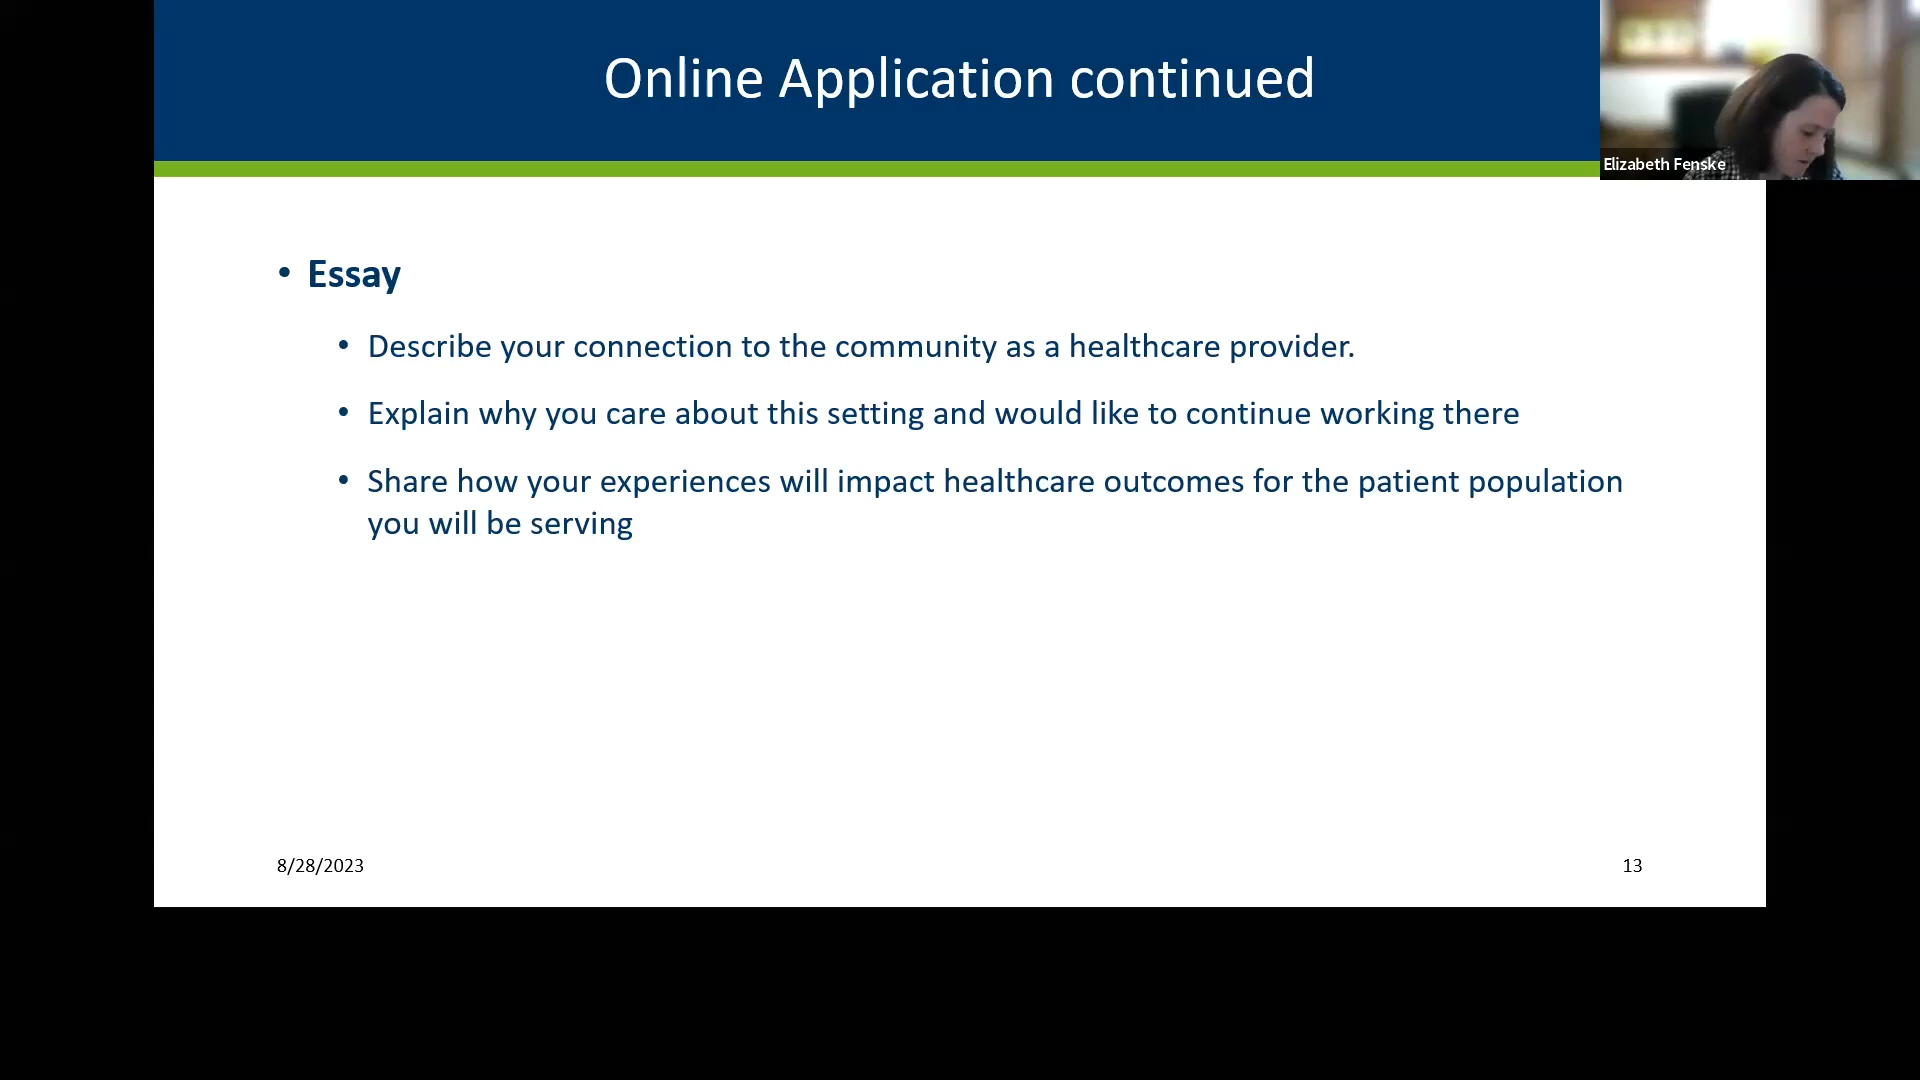 Online Application continued
Elizabeth Fenske
• Essay
• Describe your connection to the community as a healthcare provider.
• Explain why you care about this setting and would like to continue working there
• Share how your experiences will impact healthcare outcomes for the patient population
you will be serving
8/28/2023
13